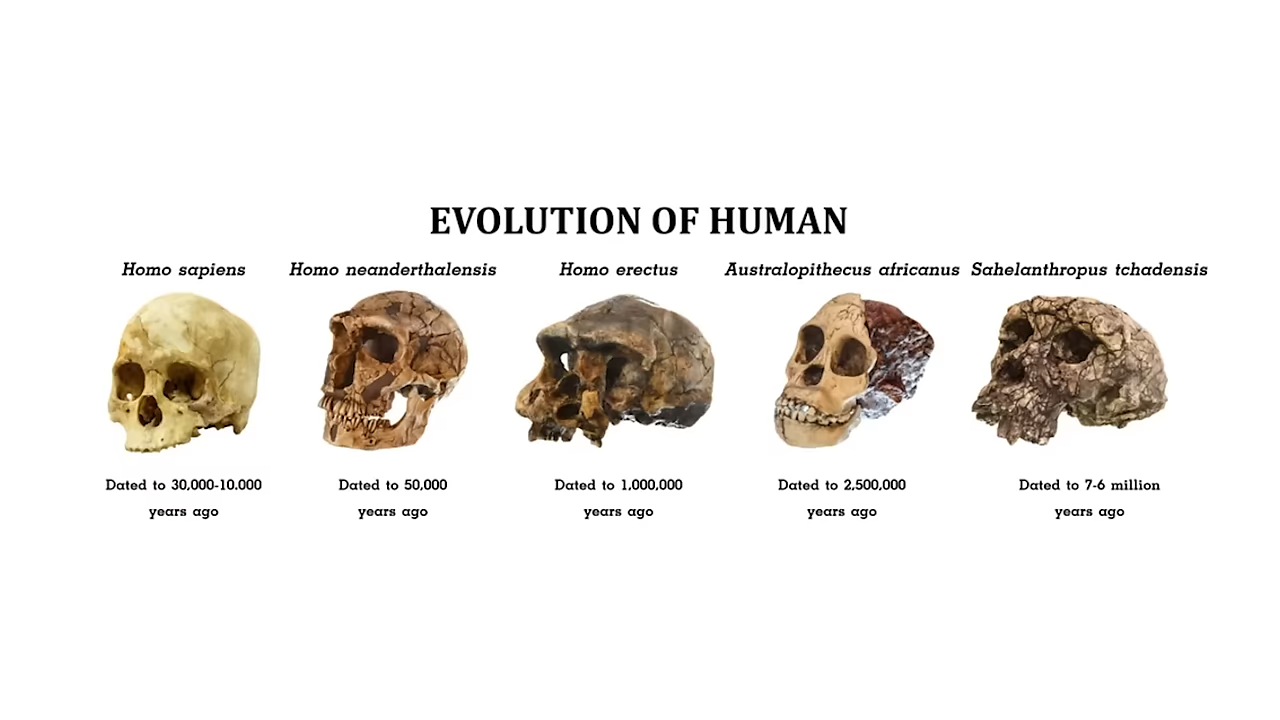 EVOLUTION OF HUMAN
Homo sapiens
Homo neanderthalensis
Homo erectus
Australopithecus africanus
Sahelanthropus tchadensis
Dated to 30,000-10.000
years ago
Dated to 50,000
years ago
Dated to 1,000,000
years ago
Dated to 2,500,000
years ago
Dated to 7-6 million
years ago